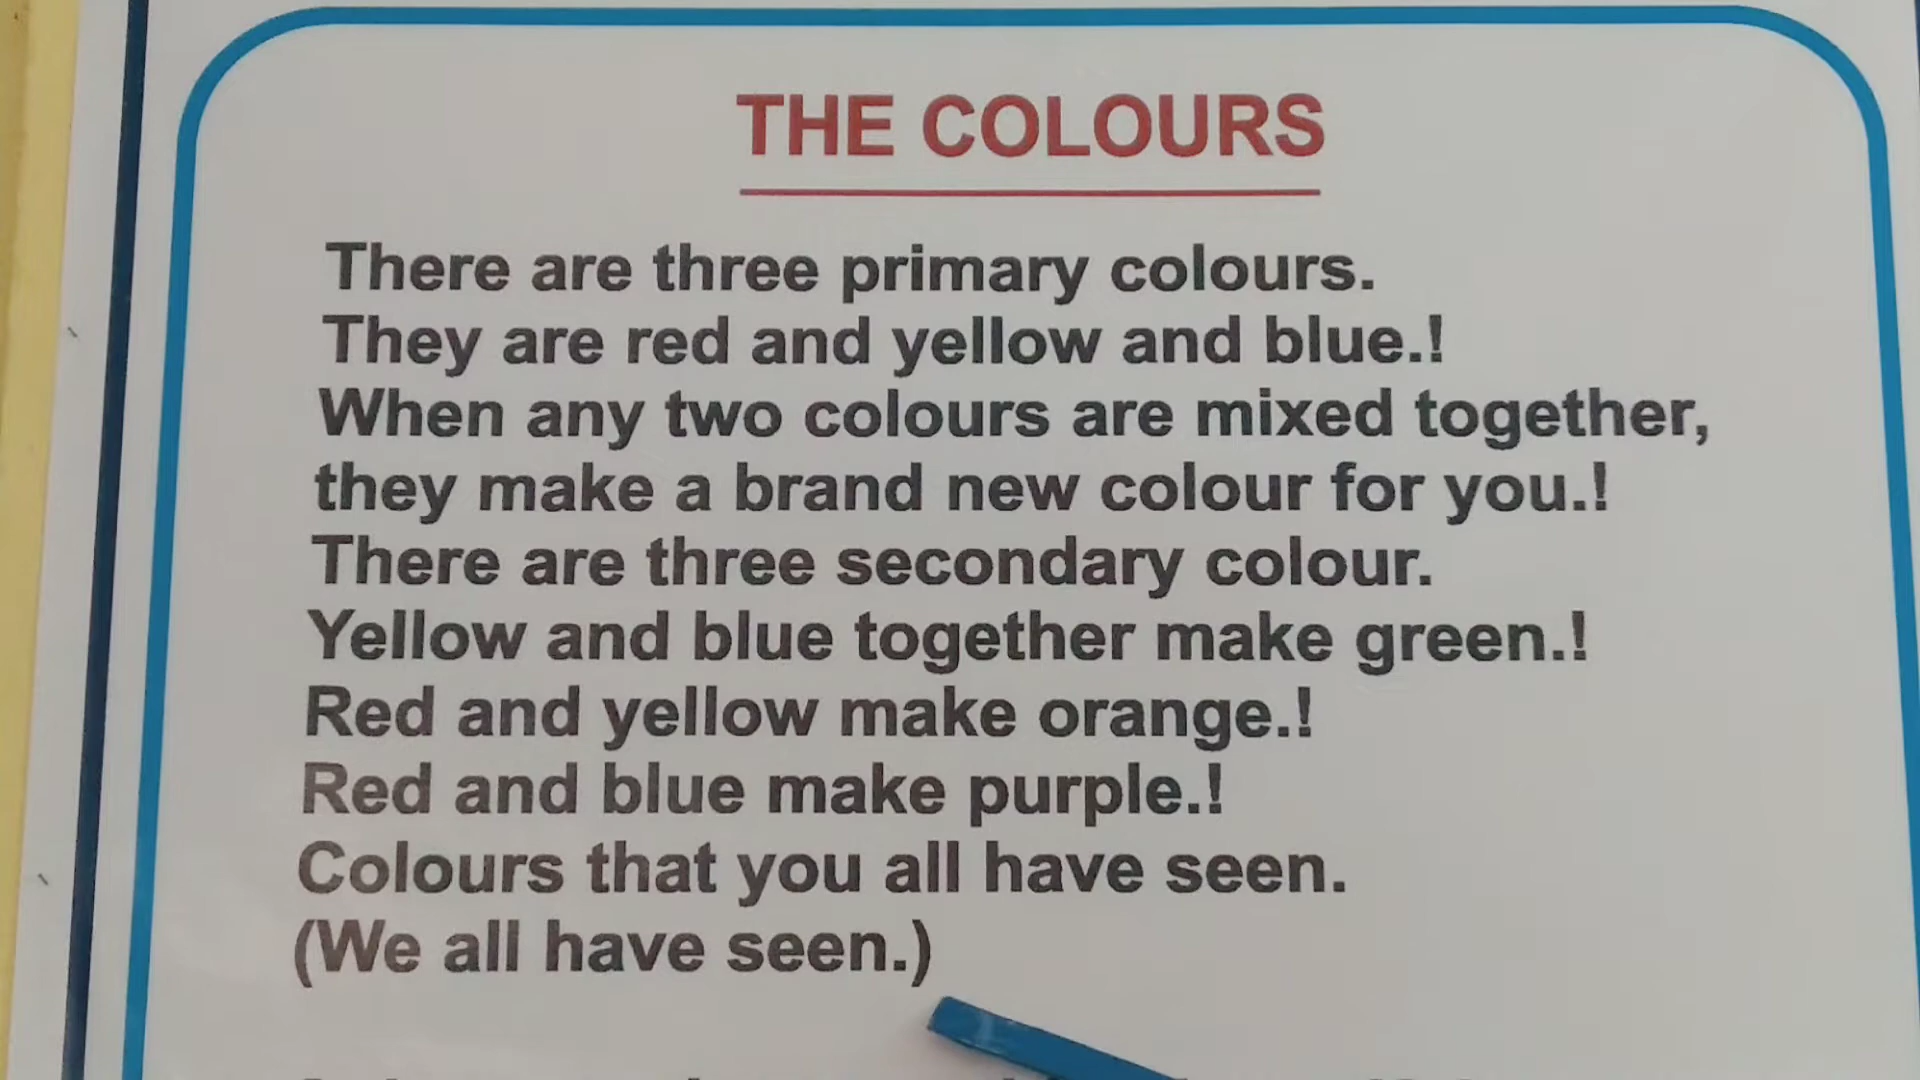 THE COLOURS
There are three primary colours.
They are red and yellow and blue.!
When any two colours are mixed together,
they make a brand new colour for you.!
There are three secondary colour.
Yellow and blue together make green.!
Red and yellow make orange.!
Red and blue make purple.!
Colours that you all have seen.
(We all have seen.)